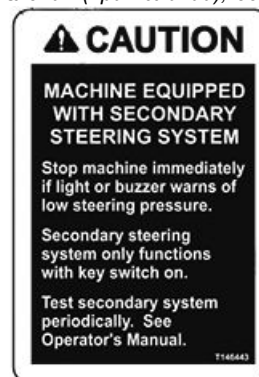 CAUTION
MACHINE EQUIPPED
WITH SECONDARY
STEERING SYSTEM
Stop machine immediately
if light or buzzer warns of
low steering pressure.
Secondary steering
system only functions
with key switch on.
Test secondary system
periodically. See
Operator's Manual.